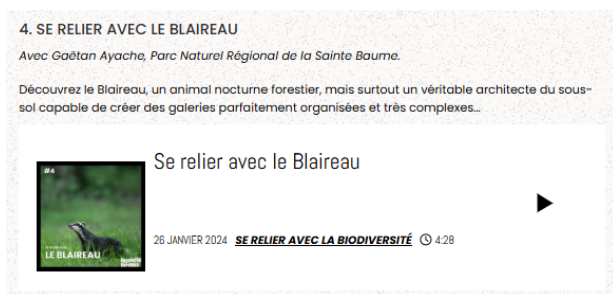 4. SE RELIER AVEC LE BLAIREAU
Avec Gaëtan Ayache, Parc Naturel Régional de la Sainte Baume.
Découvrez le Blaireau, un animal nocturne forestier, mais surtout un véritable architecte du sous-
sol capable de créer des galeries parfaitement organisées et très complexes...
Se relier avec le Blaireau
#4
LE BLAIREAU
26 JANVIER 2024 SE RELIER AVEC LA BIODIVERSITÉ 4:28